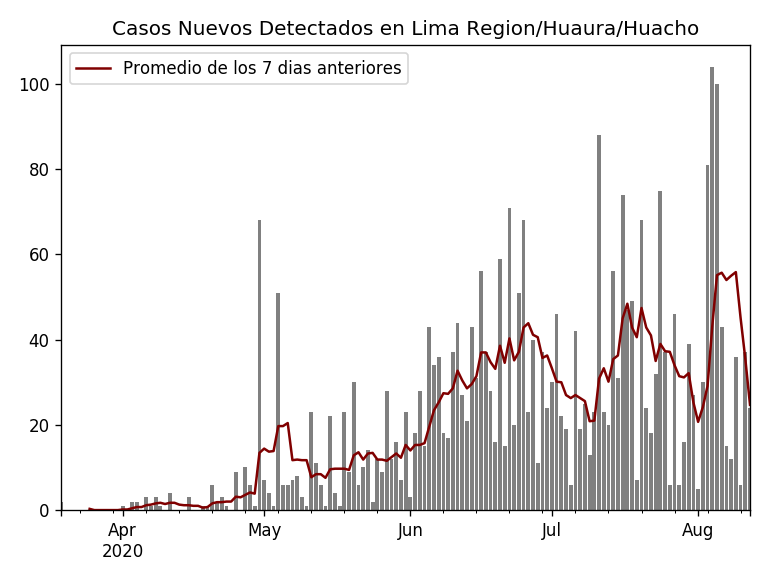 Casos Nuevos Detectados en Lima Region/Huaura/Huacho
Promedio de los 7 dias anteriores
100
80
60
40
20
0
Apr May Jun Jul Aug
2020